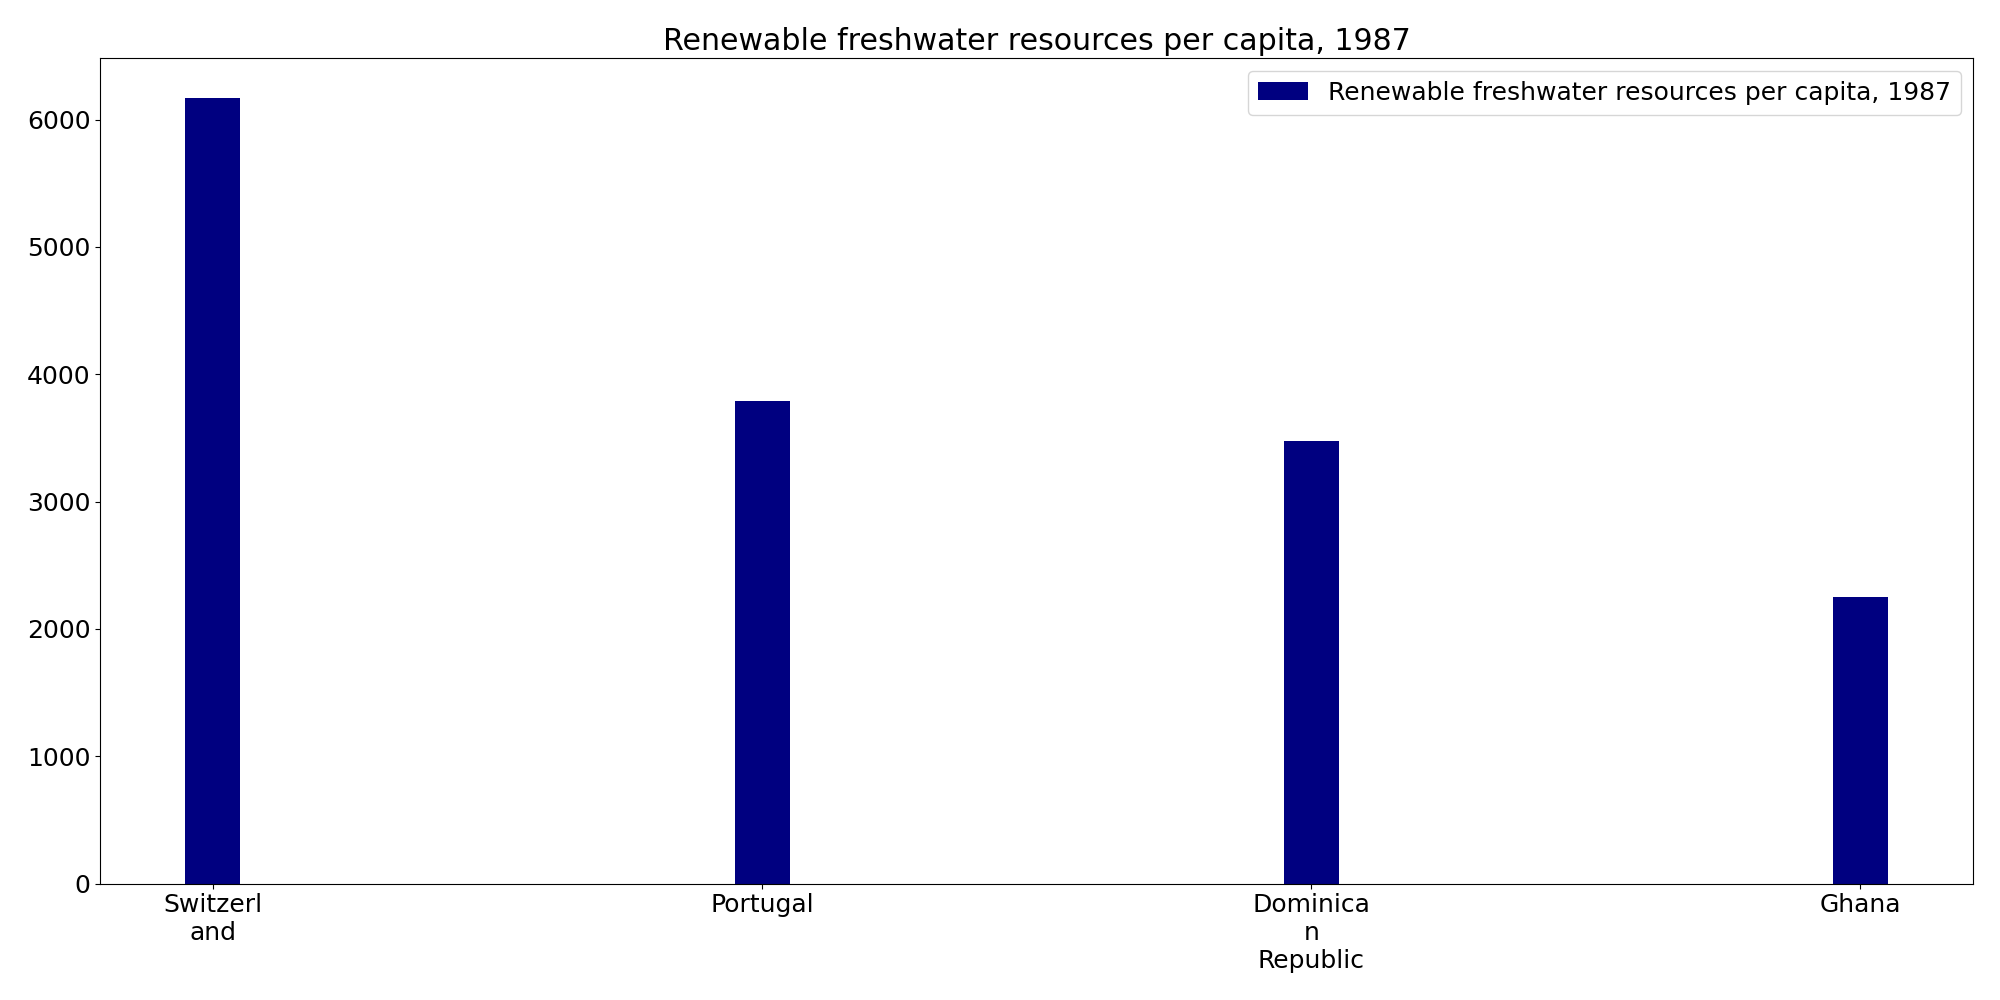 Renewable freshwater resources per capita, 1987
Renewable freshwater resources per capita, 1987
6000
5000
4000
3000
2000
1000
0
Switzerl
and
Portugal
Dominica
n
Republic
Ghana